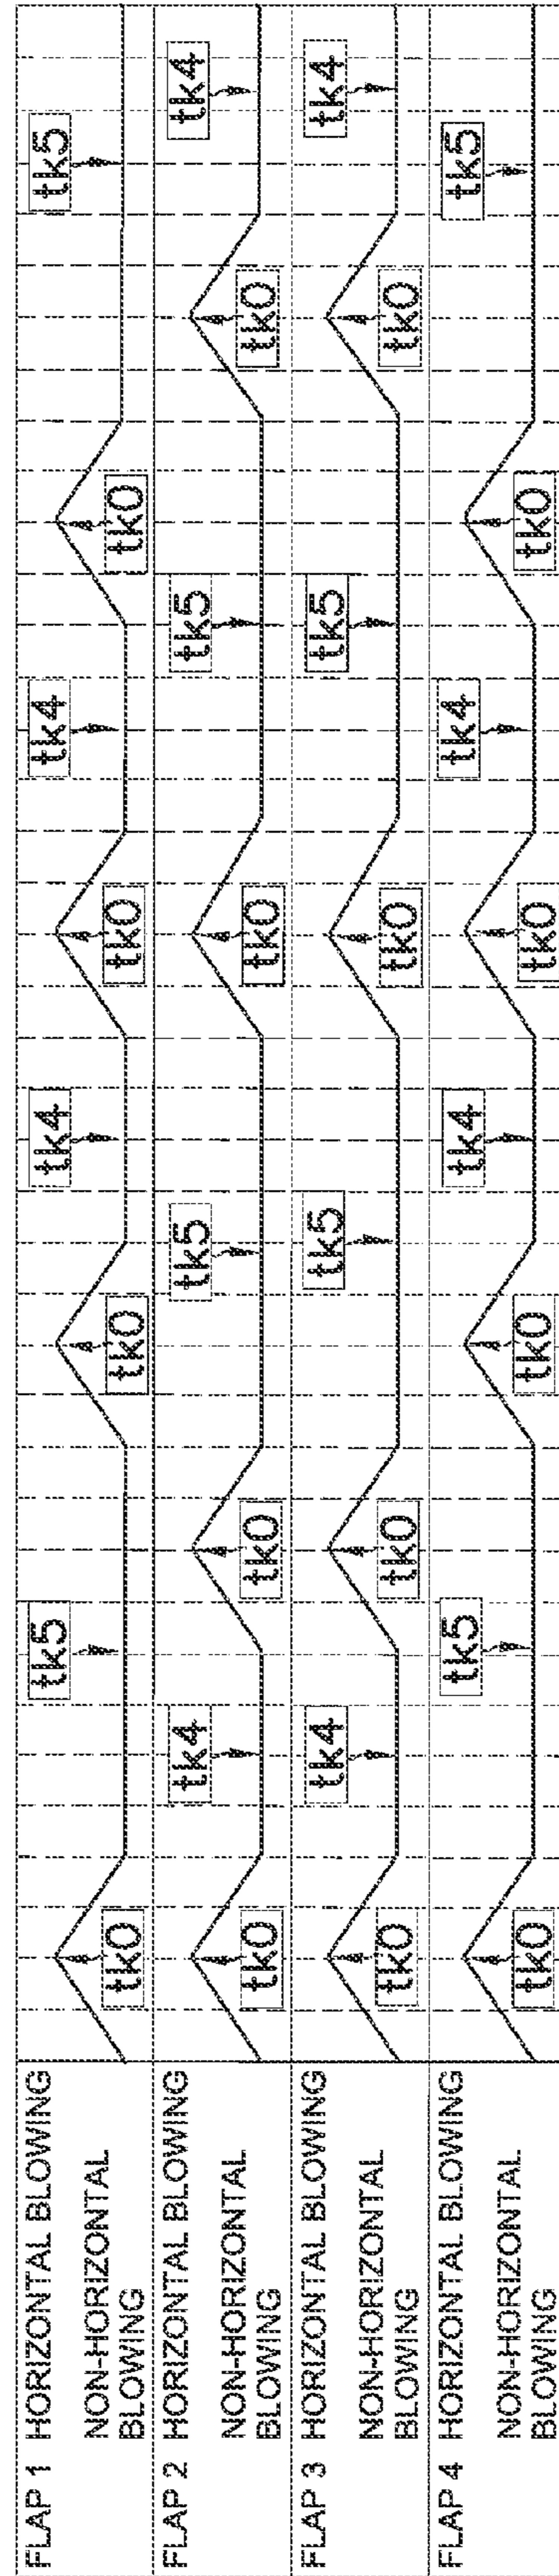 FLAP 1 HORIZONTAL BLOWING tk5 tk4 tk4 tk5
NON-HORIZONTAL tk0 tk0 tk0 tk0
BLOWING
FLAP 2 HORIZONTAL BLOWING tk4 tk5 tk5 tk4
NON-HORIZONTAL tk0 tk0 tk0 tk0
BLOWING
FLAP 3 HORIZONTAL BLOWING tk4 tk5 tk5 tk4
NON-HORIZONTAL tk0 tk0 tk0 tk0
BLOWING
FLAP 4 HORIZONTAL BLOWING tk5 tk4 tk4 tk5
NON-HORIZONTAL tk0 tk0 tk0 tk0
BLOWING